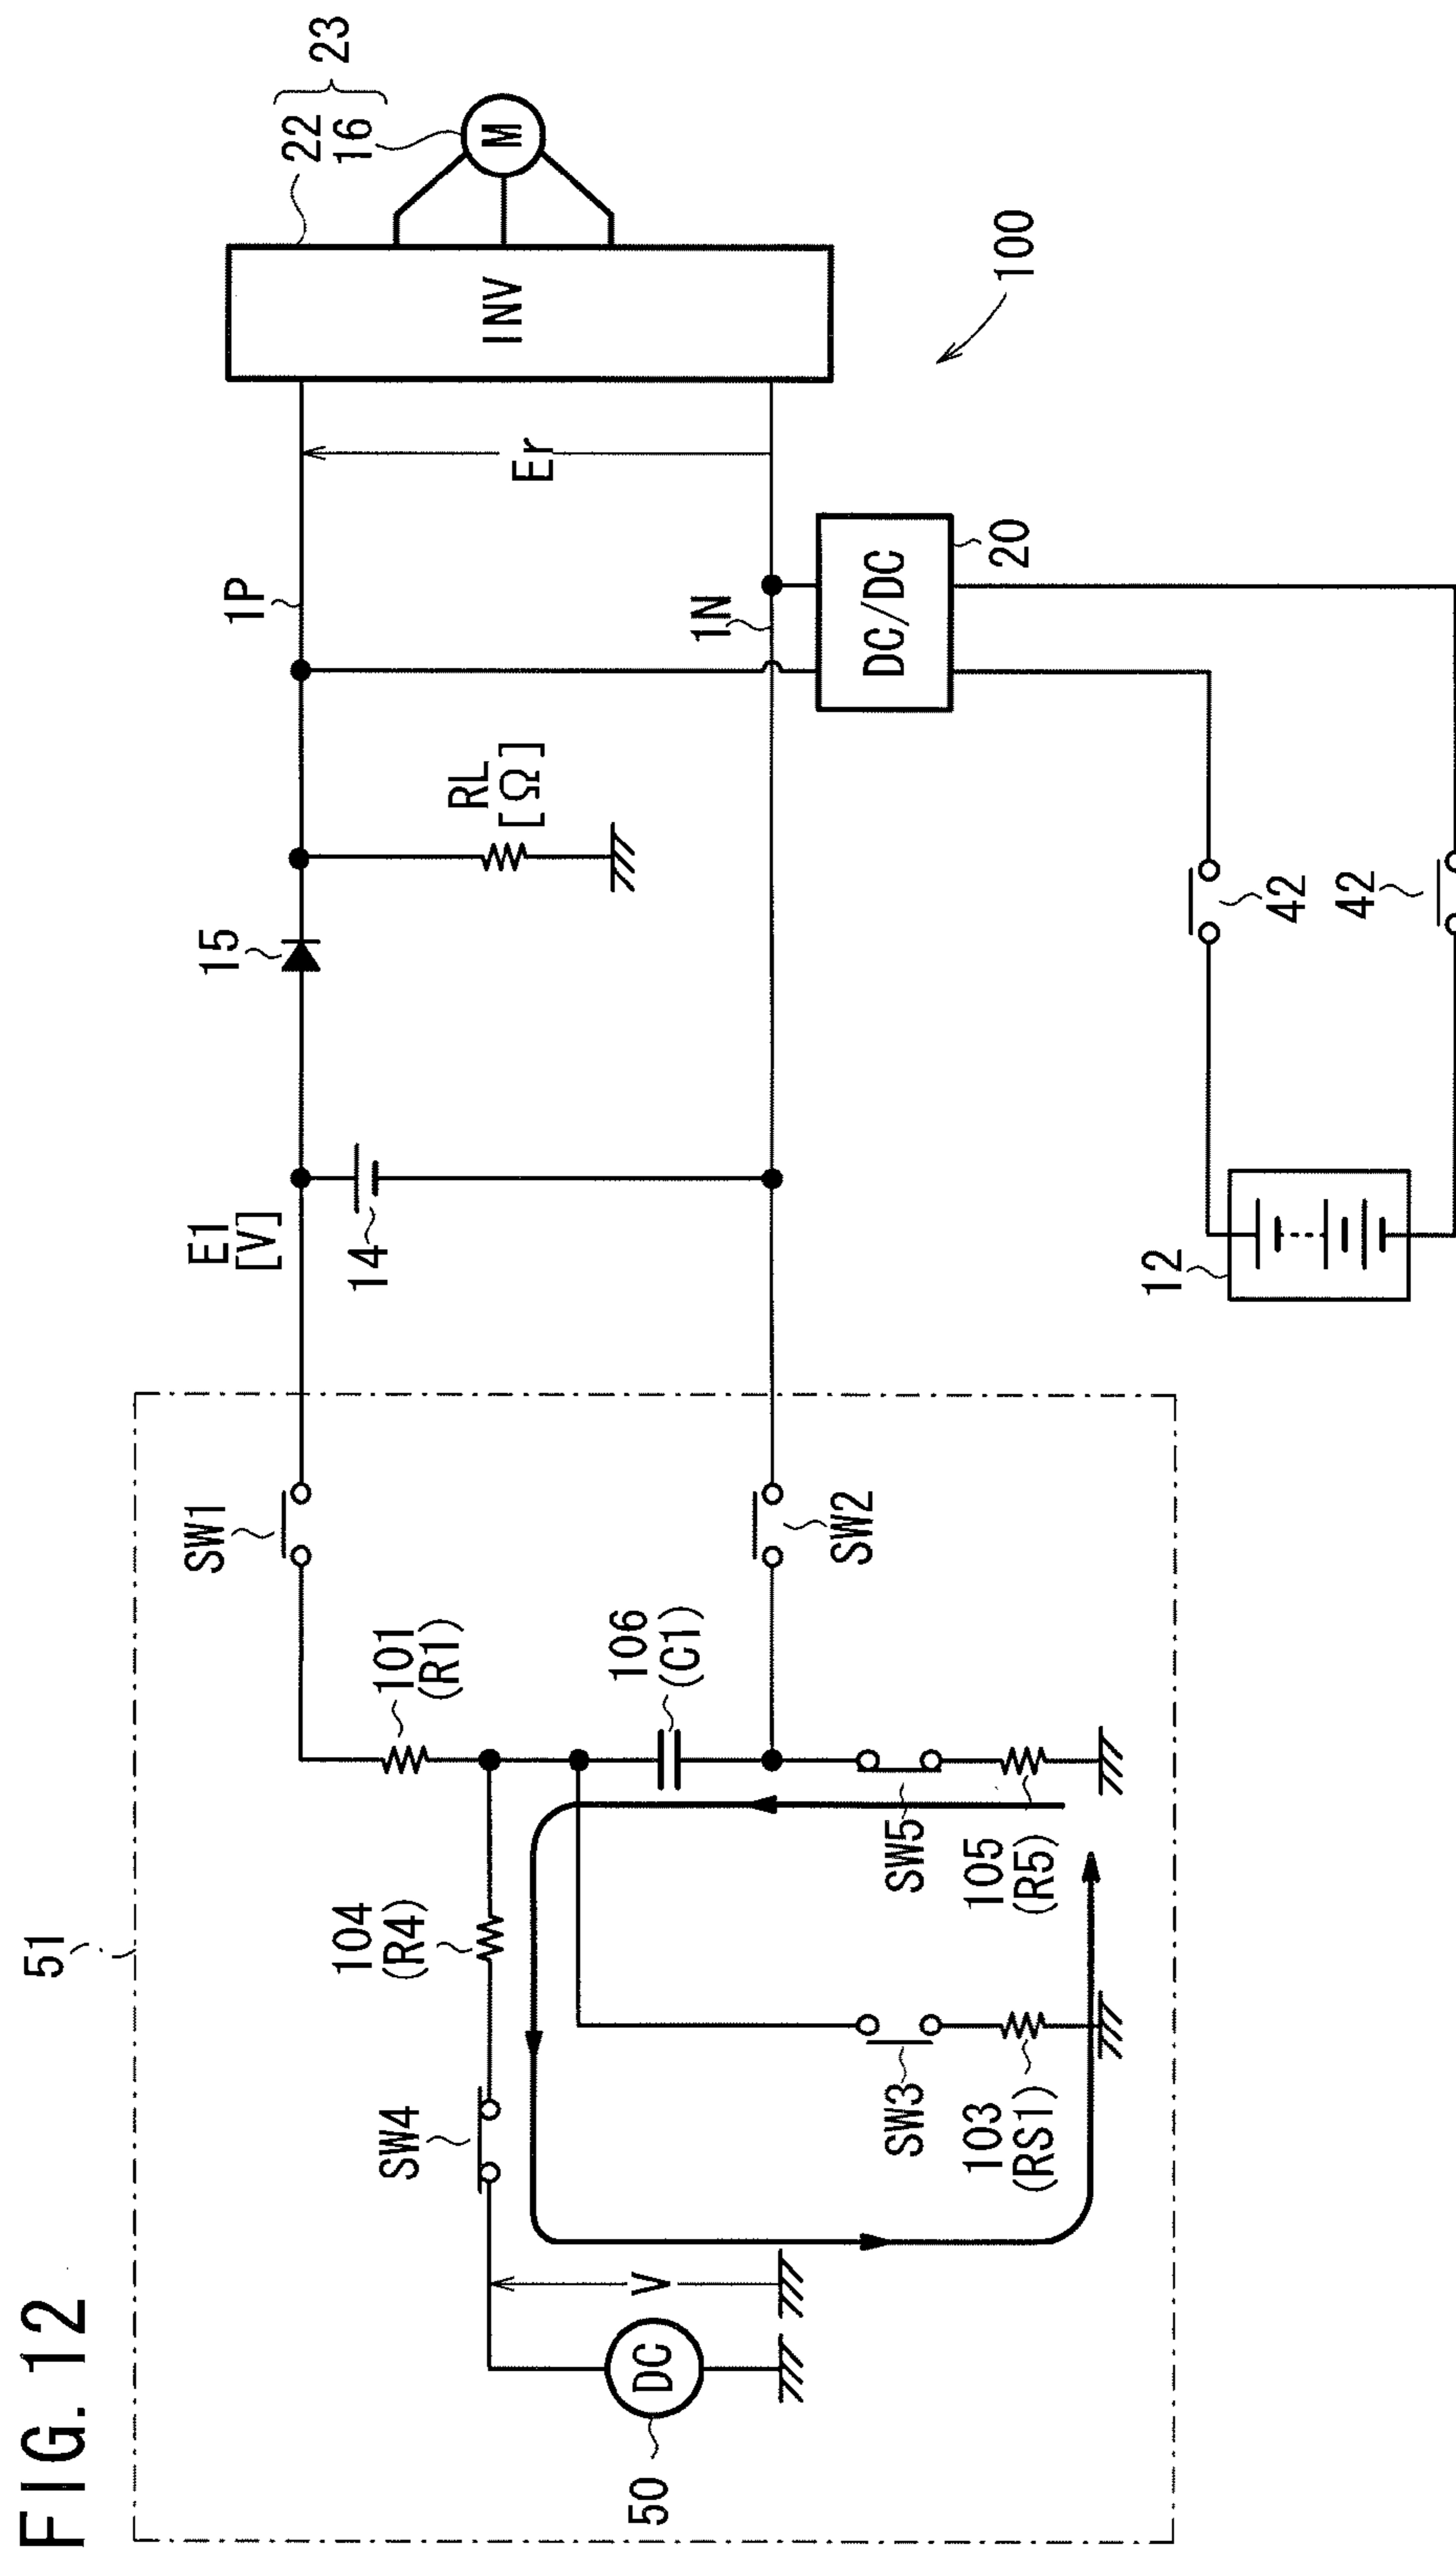 FIG. 12
51
SW1
E1
[V]
15
1P
22
16
23
M
INV
Er
RL
[Ω]
1N
14
101
(R1)
104
(R4)
SW4
106
(C1)
SW2
DC/DC
20
100
V
DC
50
SW5
105
(R5)
SW3
103
(RS1)
12
42
42